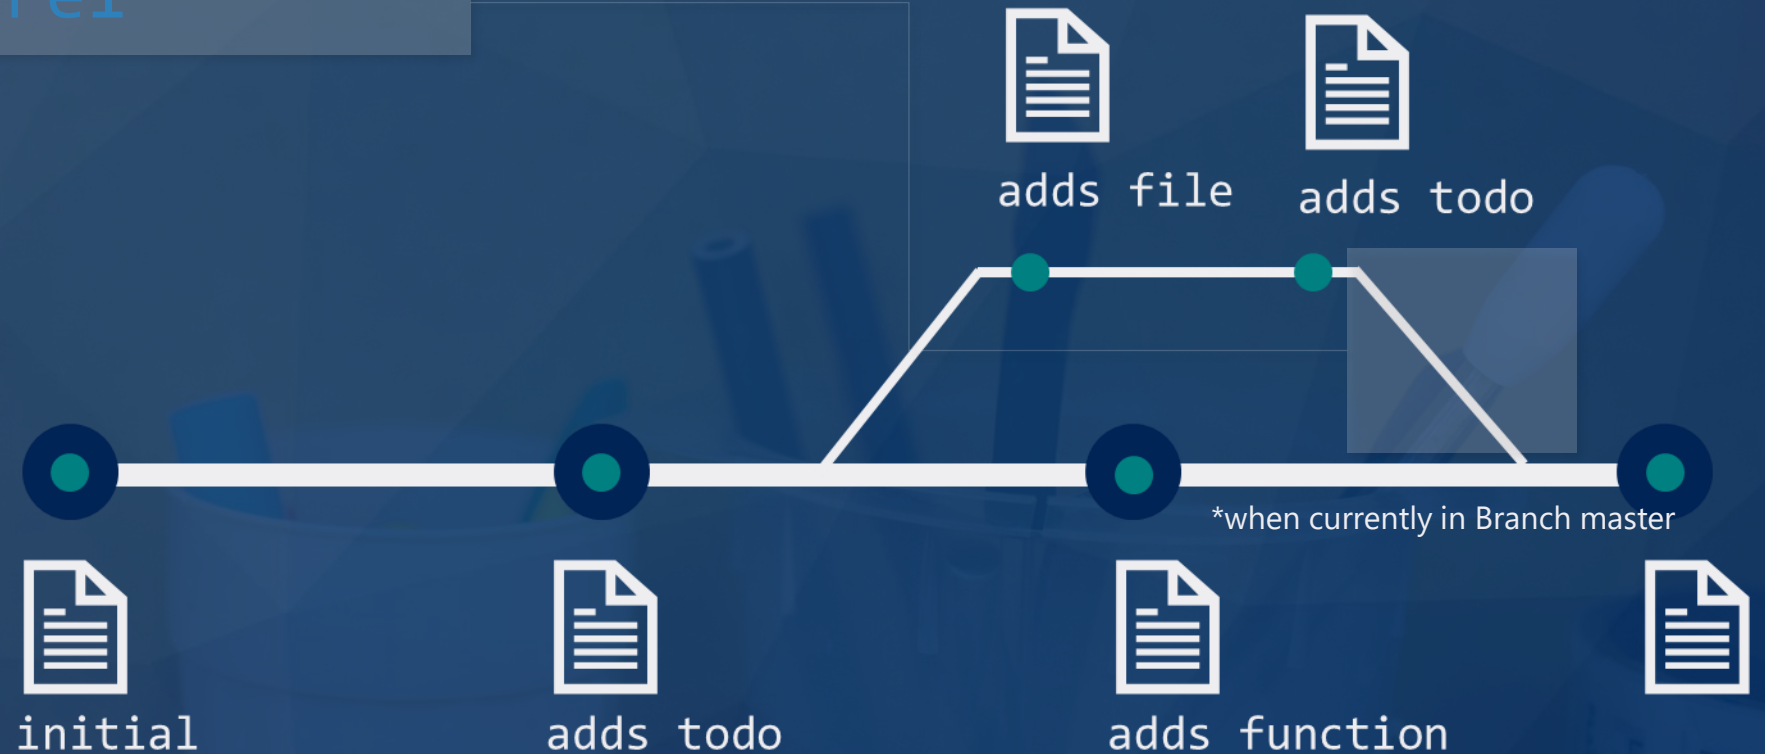 adds file
adds todo
*when currently in Branch master
initial
adds todo
adds function